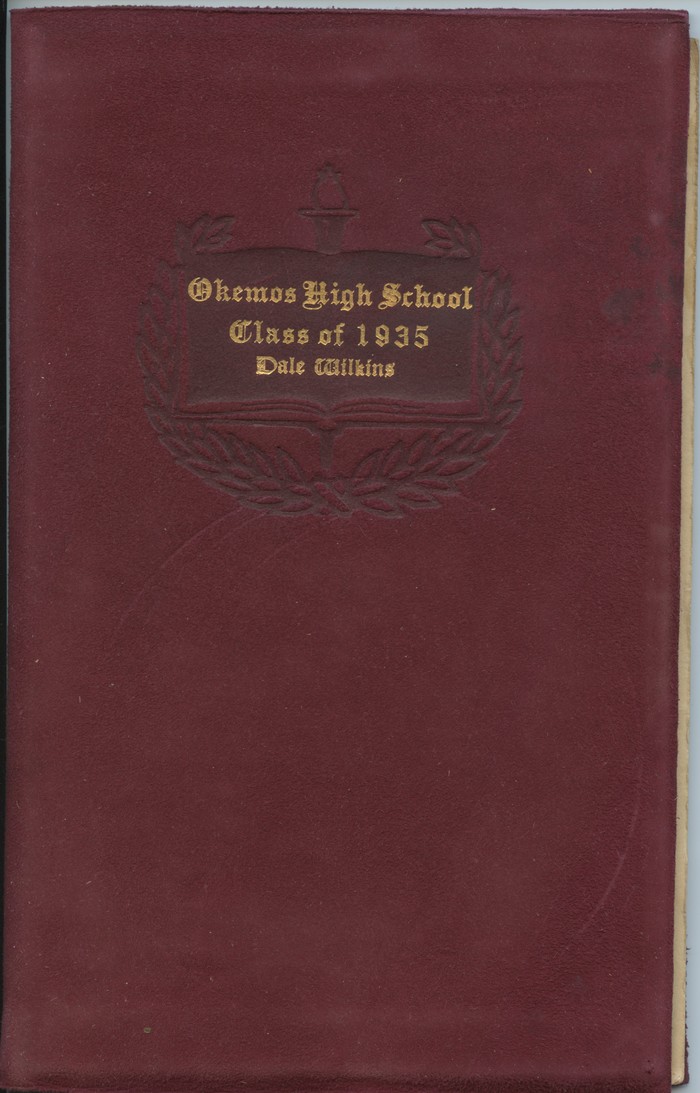 Okemos High School
Class of 1935
Dale Wilkins